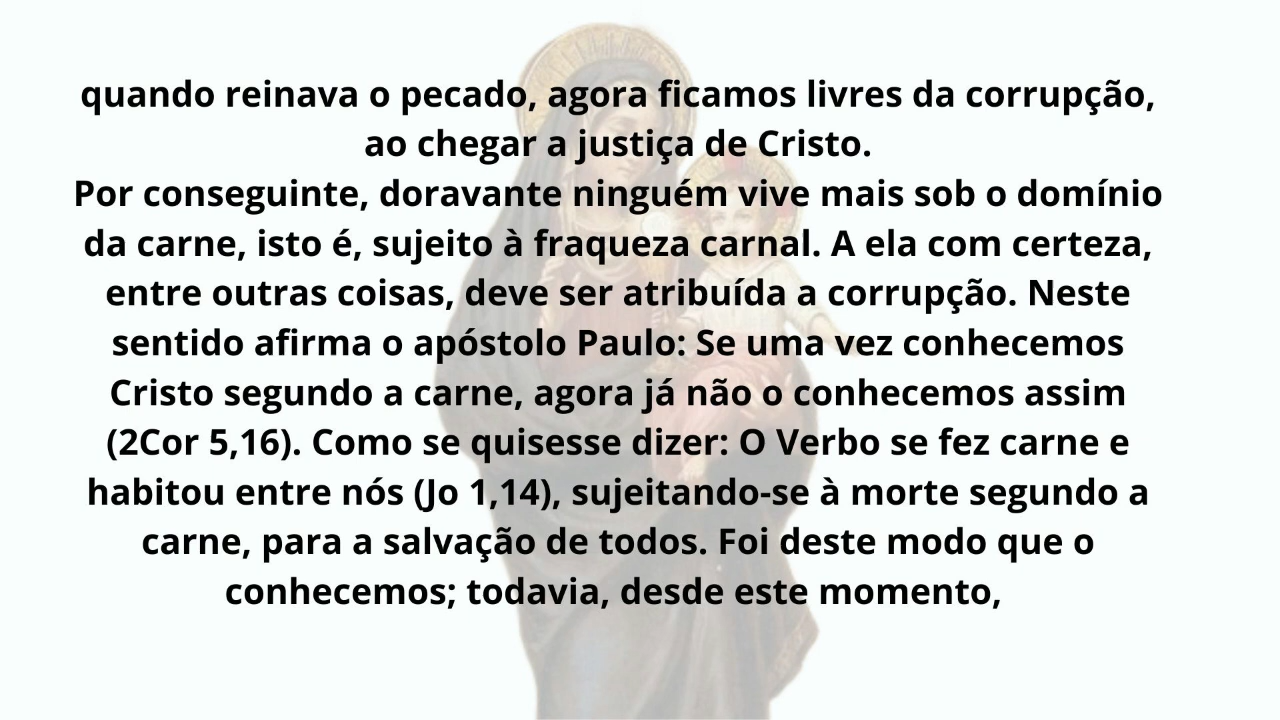 quando reinava o pecado, agora ficamos livres da corrupção,
ao chegar a justiça de Cristo.
Por conseguinte, doravante ninguém vive mais sob o domínio
da carne, isto é, sujeito à fraqueza carnal. A ela com certeza,
entre outras coisas, deve ser atribuída a corrupção. Neste
sentido afirma o apóstolo Paulo: Se uma vez conhecemos
Cristo segundo a carne, agora já não o conhecemos assim
(2Cor 5,16). Como se quisesse dizer: O Verbo se fez carne e
habitou entre nós (Jo 1,14), sujeitando-se à morte segundo a
carne, para a salvação de todos. Foi deste modo que o
conhecemos; todavia, desde este momento,